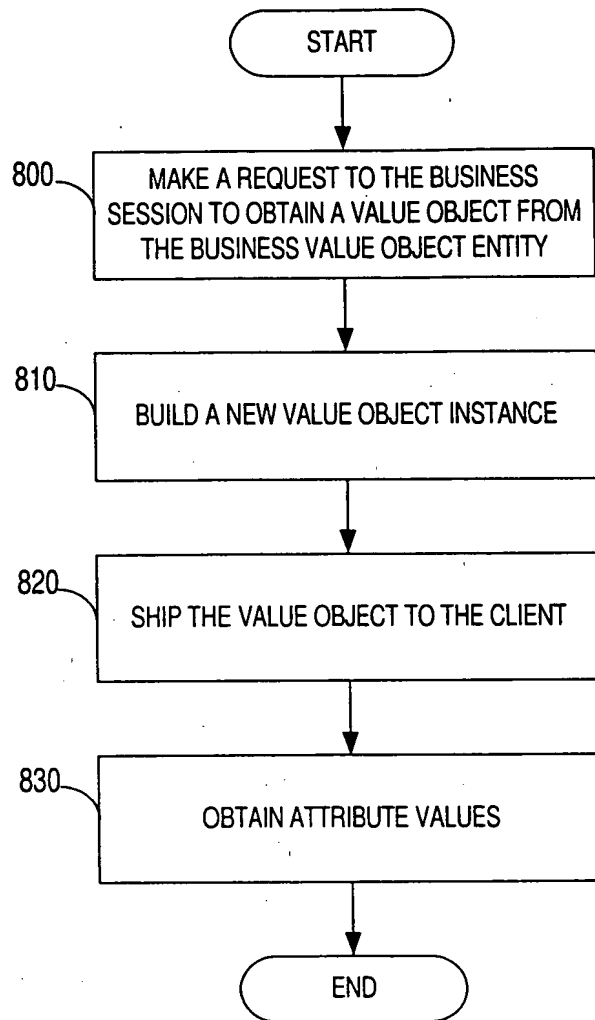 START
800
MAKE A REQUEST TO THE BUSINESS
SESSION TO OBTAIN A VALUE OBJECT FROM
THE BUSINESS VALUE OBJECT ENTITY
810
BUILD A NEW VALUE OBJECT INSTANCE
820
SHIP THE VALUE OBJECT TO THE CLIENT
830
OBTAIN ATTRIBUTE VALUES
END